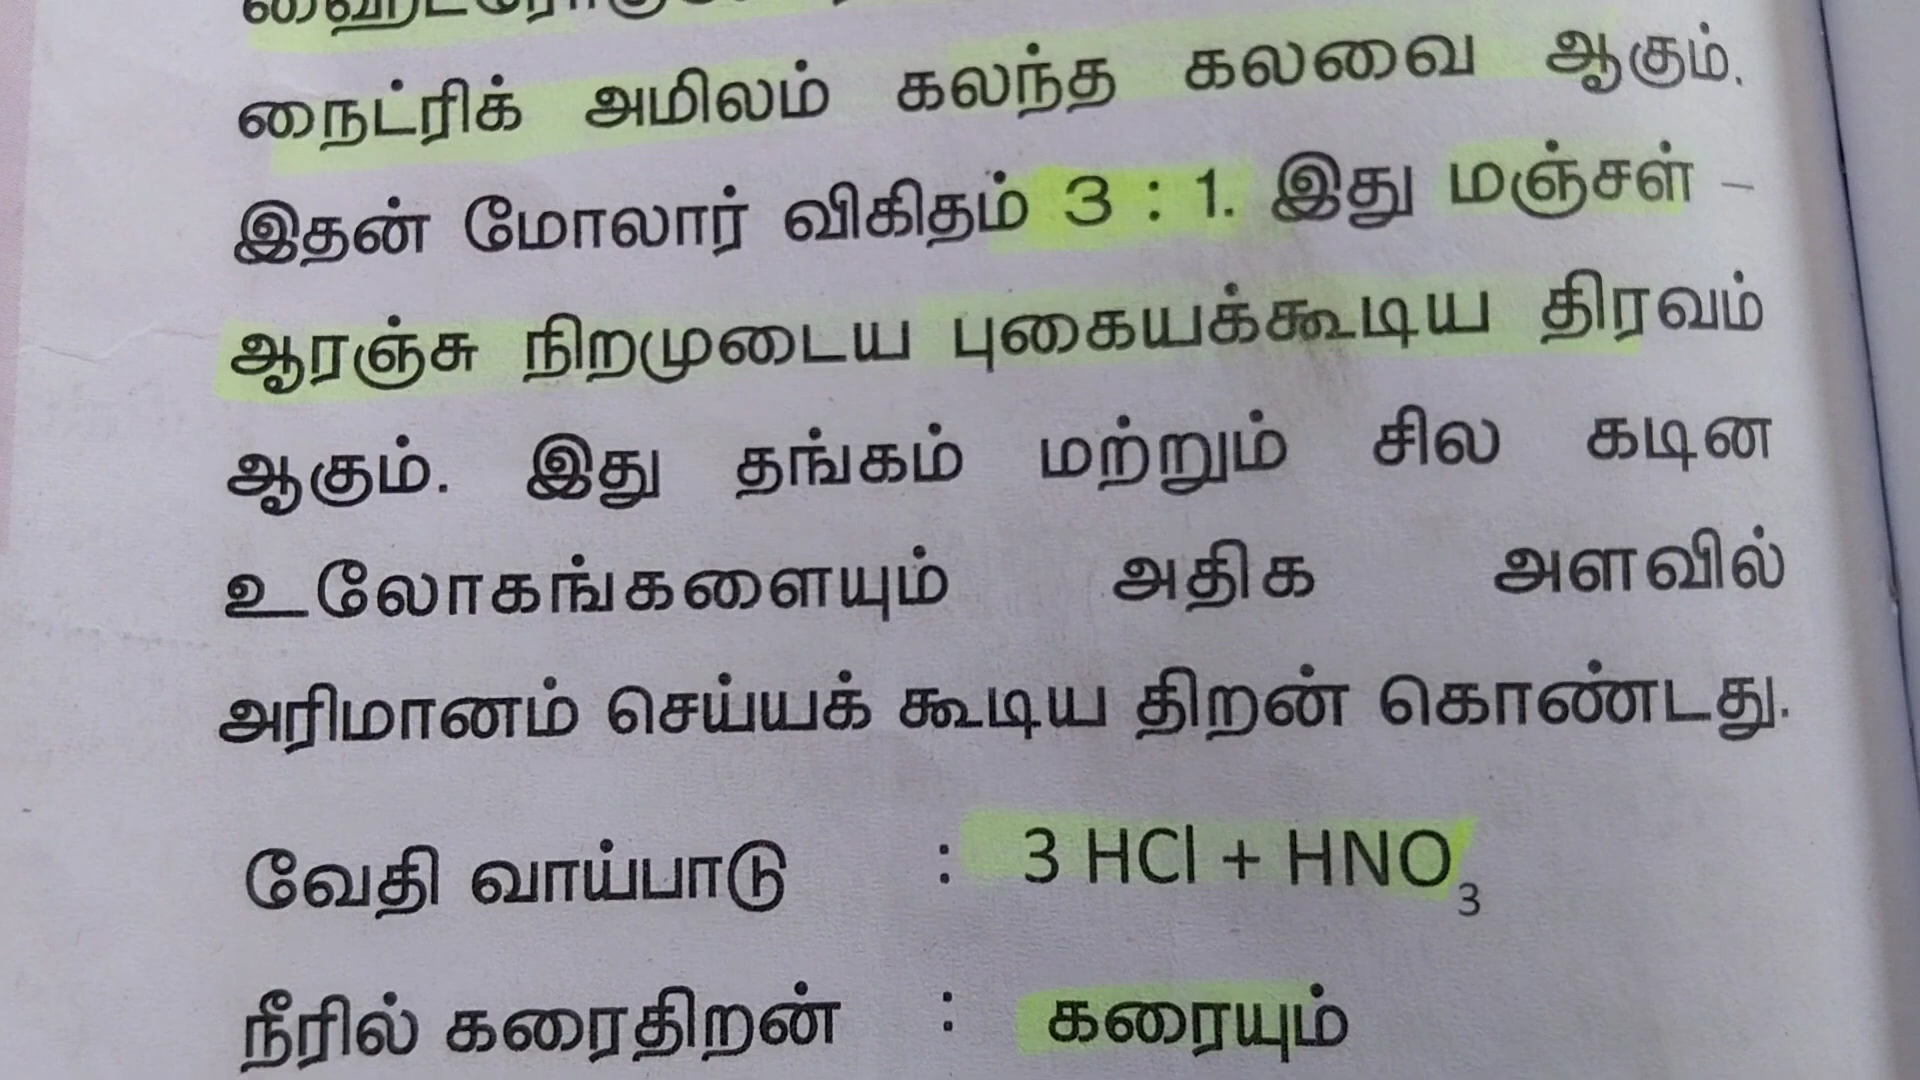 நைட்ரிக் அமிலம் கலந்த கலவை ஆகும்.
இதன் மோலார் விகிதம் 3 : 1. இது மஞ்சள் –
ஆரஞ்சு நிறமுடைய புகையக்கூடிய திரவம்
ஆகும். இது தங்கம் மற்றும் சில கடின
உலோகங்களையும் அதிக அளவில்
அரிமானம் செய்யக் கூடிய திறன் கொண்டது.
வேதி வாய்பாடு : 3 HCl + HNO₃
நீரில் கரைதிறன் : கரையும்